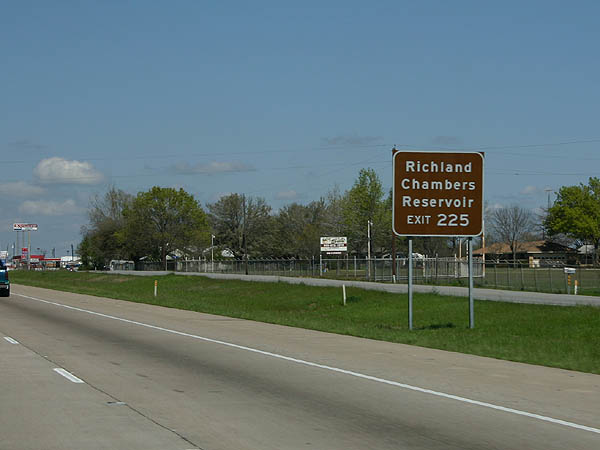 Richland
Chambers
Reservoir
EXIT 225